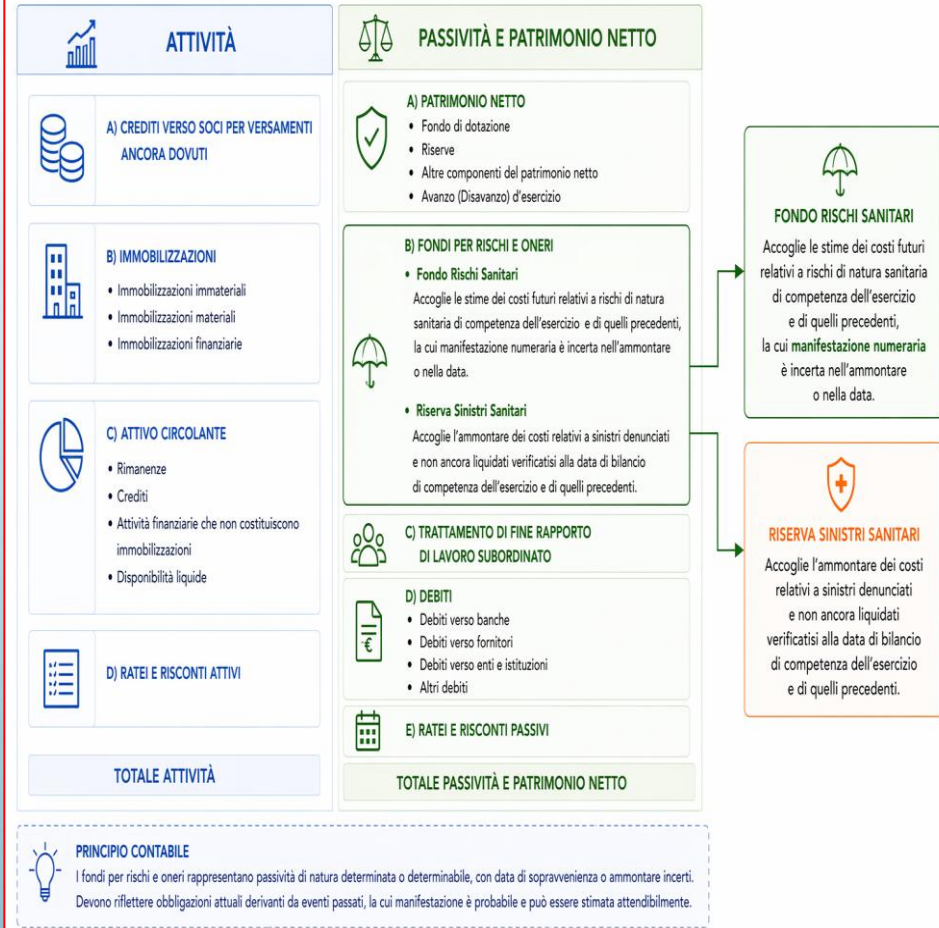 ATTIVITÀ
A) CREDITI VERSO SOCI PER VERSAMENTI
ANCORA DOVUTI
B) IMMOBILIZZAZIONI
• Immobilizzazioni immateriali
• Immobilizzazioni materiali
• Immobilizzazioni finanziarie
C) ATTIVO CIRCOLANTE
• Rimanenze
• Crediti
• Attività finanziarie che non costituiscono
immobilizzazioni
• Disponibilità liquide
D) RATEI E RISCONTI ATTIVI
TOTALE ATTIVITÀ
PASSIVITÀ E PATRIMONIO NETTO
A) PATRIMONIO NETTO
• Fondo di dotazione
• Riserve
• Altre componenti del patrimonio netto
• Avanzo (Disavanzo) d'esercizio
B) FONDI PER RISCHI E ONERI
• Fondo Rischi Sanitari
Accoglie le stime dei costi futuri relativi a rischi di natura
sanitaria di competenza dell'esercizio e di quelli precedenti,
la cui manifestazione numeraria è incerta nell'ammontare
o nella data.
• Riserva Sinistri Sanitari
Accoglie l'ammontare dei costi relativi a sinistri denunciati
e non ancora liquidati verificatisi alla data di bilancio
di competenza dell'esercizio e di quelli precedenti.
C) TRATTAMENTO DI FINE RAPPORTO
DI LAVORO SUBORDINATO
D) DEBITI
• Debiti verso banche
• Debiti verso fornitori
• Debiti verso enti e istituzioni
• Altri debiti
€
E) RATEI E RISCONTI PASSIVI
TOTALE PASSIVITÀ E PATRIMONIO NETTO
FONDO RISCHI SANITARI
Accoglie le stime dei costi futuri
relativi a rischi di natura sanitaria
di competenza dell'esercizio
e di quelli precedenti,
la cui manifestazione numeraria
è incerta nell'ammontare
o nella data.
RISERVA SINISTRI SANITARI
Accoglie l'ammontare dei costi
relativi a sinistri denunciati
e non ancora liquidati
verificatisi alla data di bilancio
di competenza dell'esercizio
e di quelli precedenti.
PRINCIPIO CONTABILE
I fondi per rischi e oneri rappresentano passività di natura determinata o determinabile, con data di sopravvenienza o ammontare incerti.
Devono riflettere obbligazioni attuali derivanti da eventi passati, la cui manifestazione è probabile e può essere stimata attendibilmente.